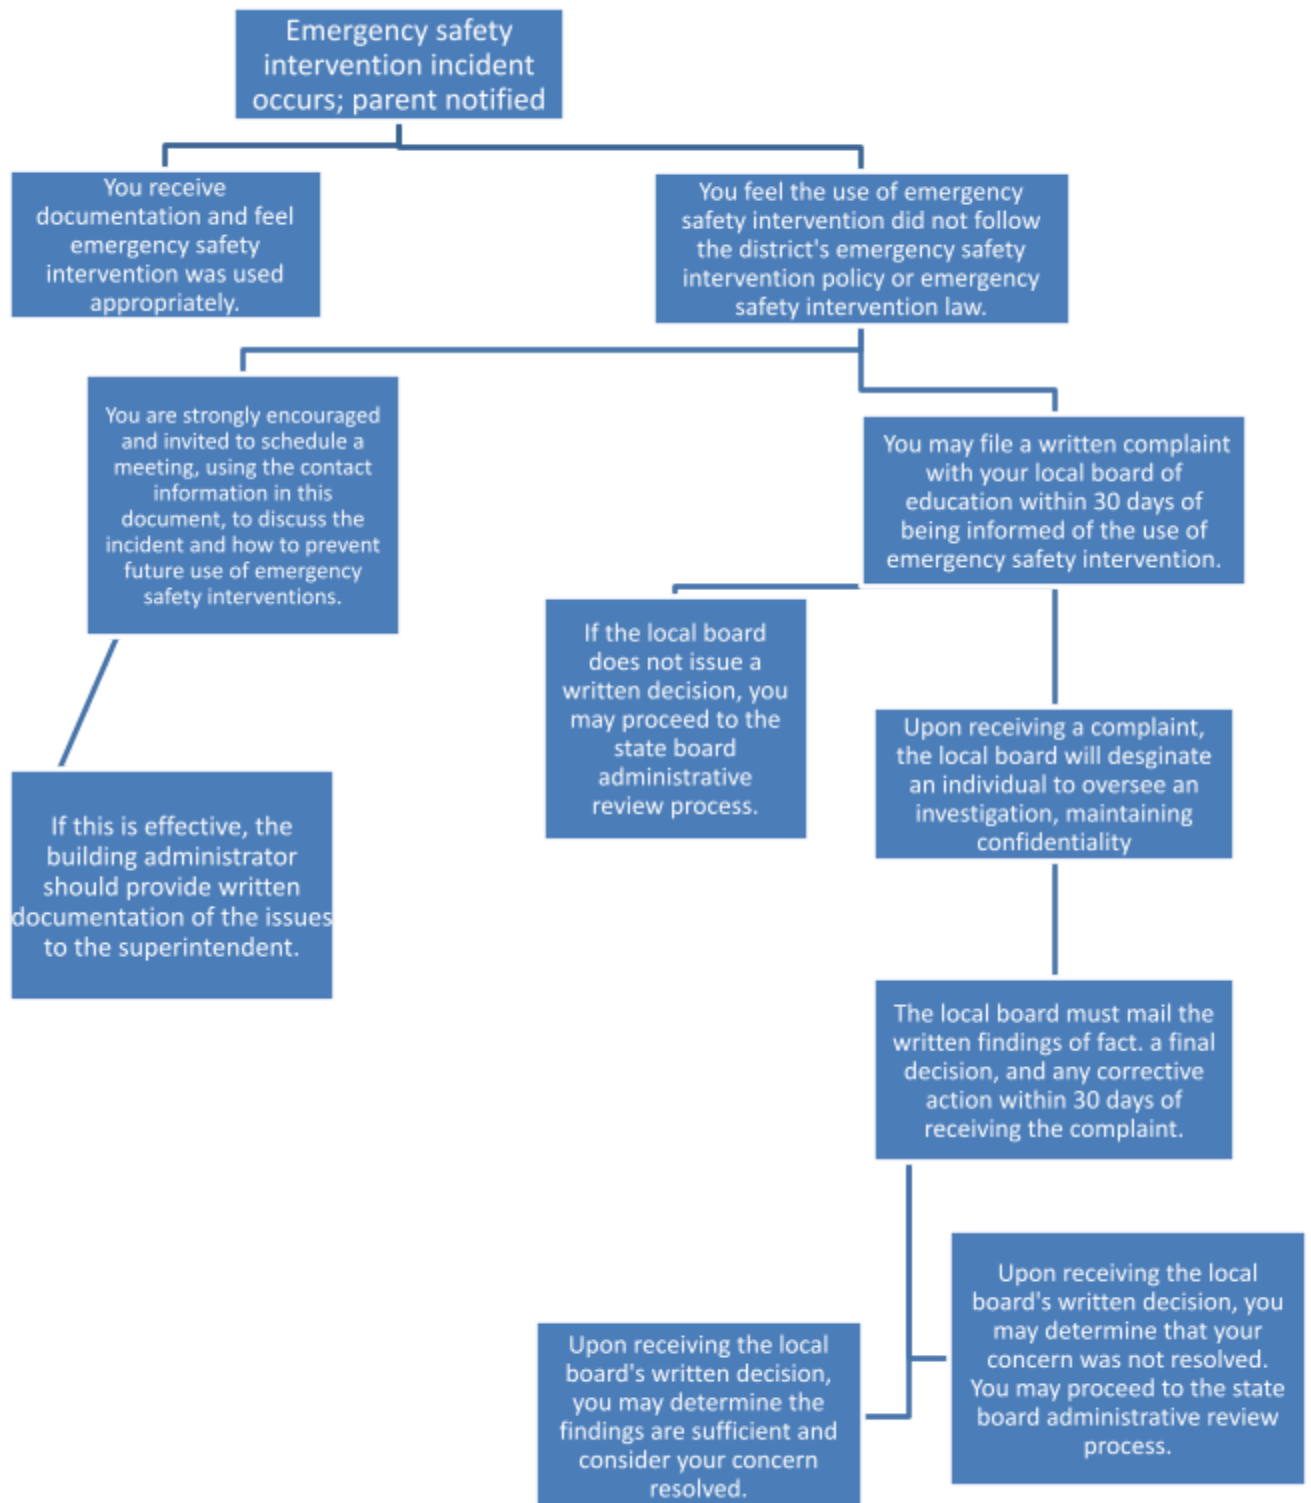 Emergency safety
intervention incident
occurs; parent notified
You receive
documentation and feel
emergency safety
intervention was used
appropriately.
You feel the use of emergency
safety intervention did not follow
the district's emergency safety
intervention policy or emergency
safety intervention law.
You are strongly encouraged
and invited to schedule a
meeting, using the contact
information in this
document, to discuss the
incident and how to prevent
future use of emergency
safety interventions.
You may file a written complaint
with your local board of
education within 30 days of
being informed of the use of
emergency safety intervention.
If the local board
does not issue a
written decision, you
may proceed to the
state board
administrative
review process.
Upon receiving a complaint,
the local board will desginate
an individual to oversee an
investigation, maintaining
confidentiality
If this is effective, the
building administrator
should provide written
documentation of the issues
to the superintendent.
The local board must mail the
written findings of fact. a final
decision, and any corrective
action within 30 days of
receiving the complaint.
Upon receiving the local
board's written decision, you
may determine that your
concern was not resolved.
You may proceed to the state
board administrative review
process.
Upon receiving the local
board's written decision,
you may determine the
findings are sufficient and
consider your concern
resolved.